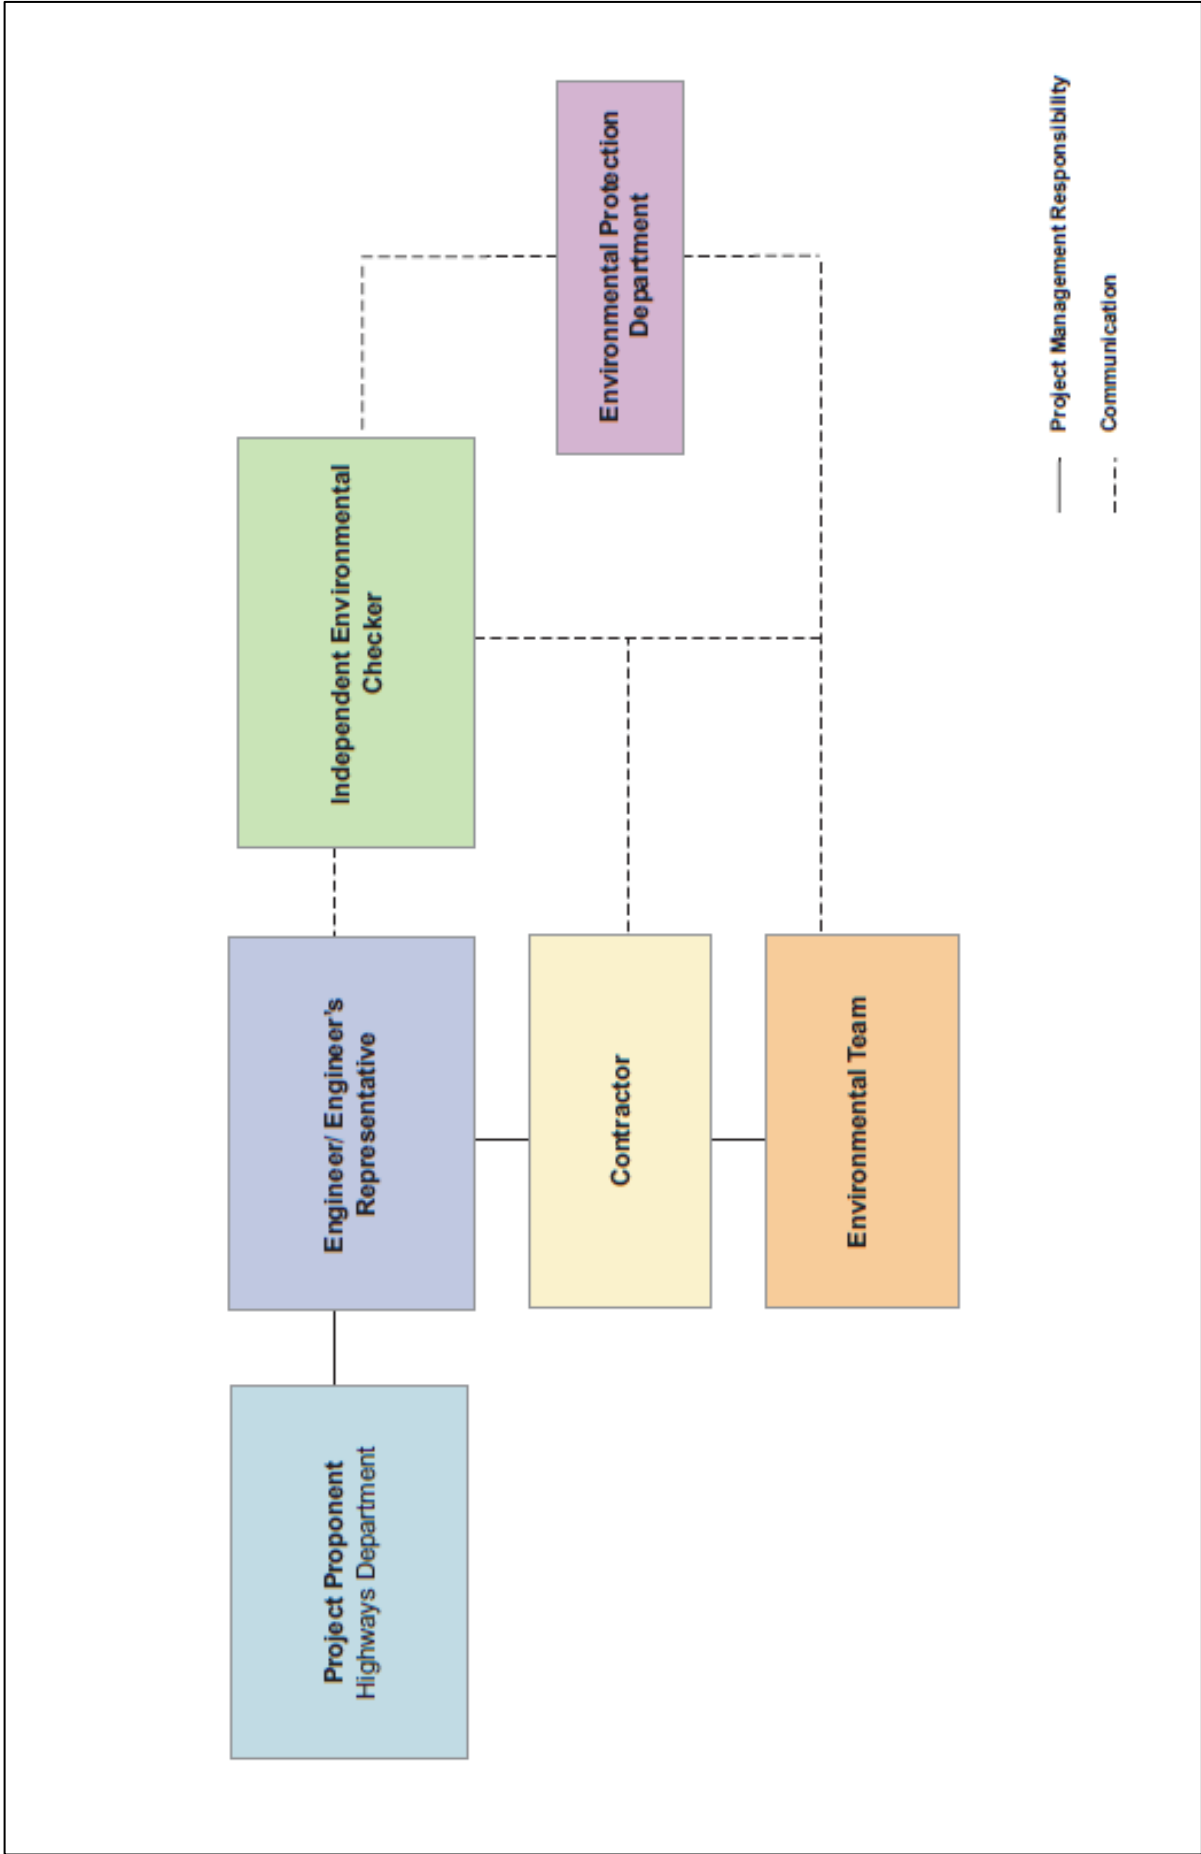 Project Proponent
Highways Department
Engineer/ Engineer's
Representative
Independent Environmental
Checker
Contractor
Environmental Protection
Department
Environmental Team
Project Management Responsibility
Communication